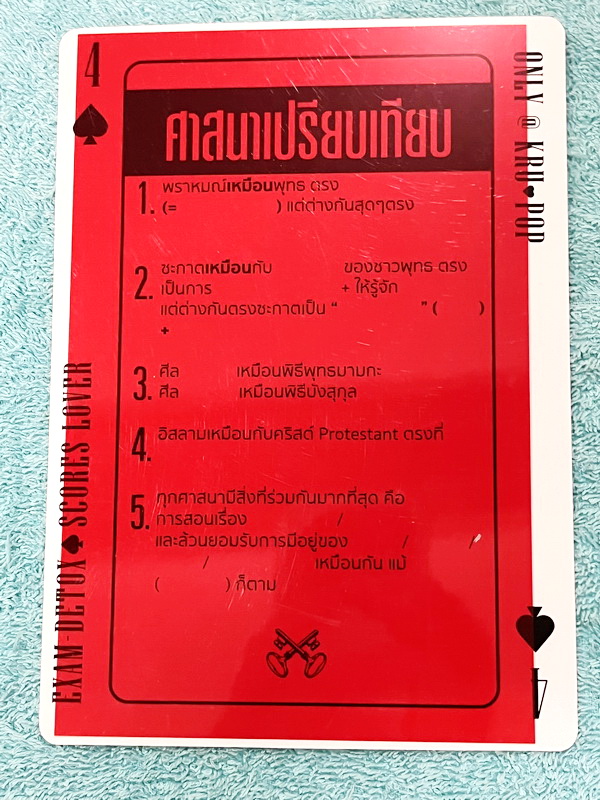 4
ONLY @ KRU♥POP
ศาสนาเปรียบเทียบ
1. พราหมณ์เหมือนพุทธ ตรง
(= ) แต่ต่างกันสุดๆตรง
2. ซะกาตเหมือนกับ ของชาวพุทธ ตรง
เป็นการ + ให้รู้จัก
แต่ต่างกันตรงซะกาตเป็น “ ” ( )
+
3. ศีล เหมือนพิธีพุทธมามกะ
ศีล เหมือนพิธีบังสุกุล
4. อิสลามเหมือนกับคริสต์ Protestant ตรงที่
5. ทุกศาสนามีสิ่งที่ร่วมกันมากที่สุด คือ
การสอนเรื่อง /
และล้วนยอมรับการมีอยู่ของ / /
/ เหมือนกัน แม้
( ) ก็ตาม
EXAM-DETOX♠SCORES LOVER
4